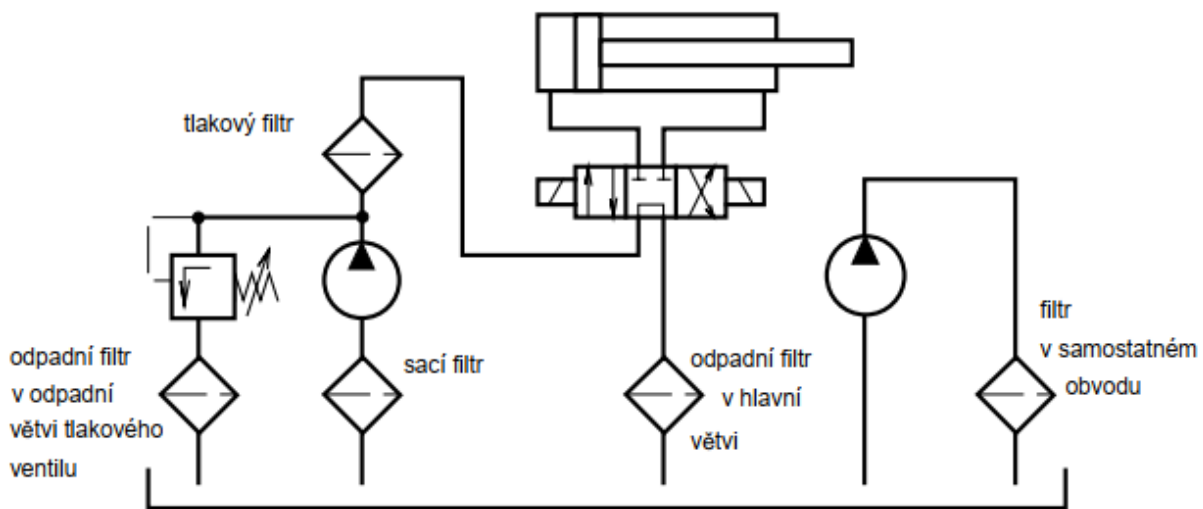 tlakový filtr
odpadní filtr
v odpadní
větvi tlakového
ventilu
sací filtr
odpadní filtr
v hlavní
větvi
filtr
v samostatném
obvodu